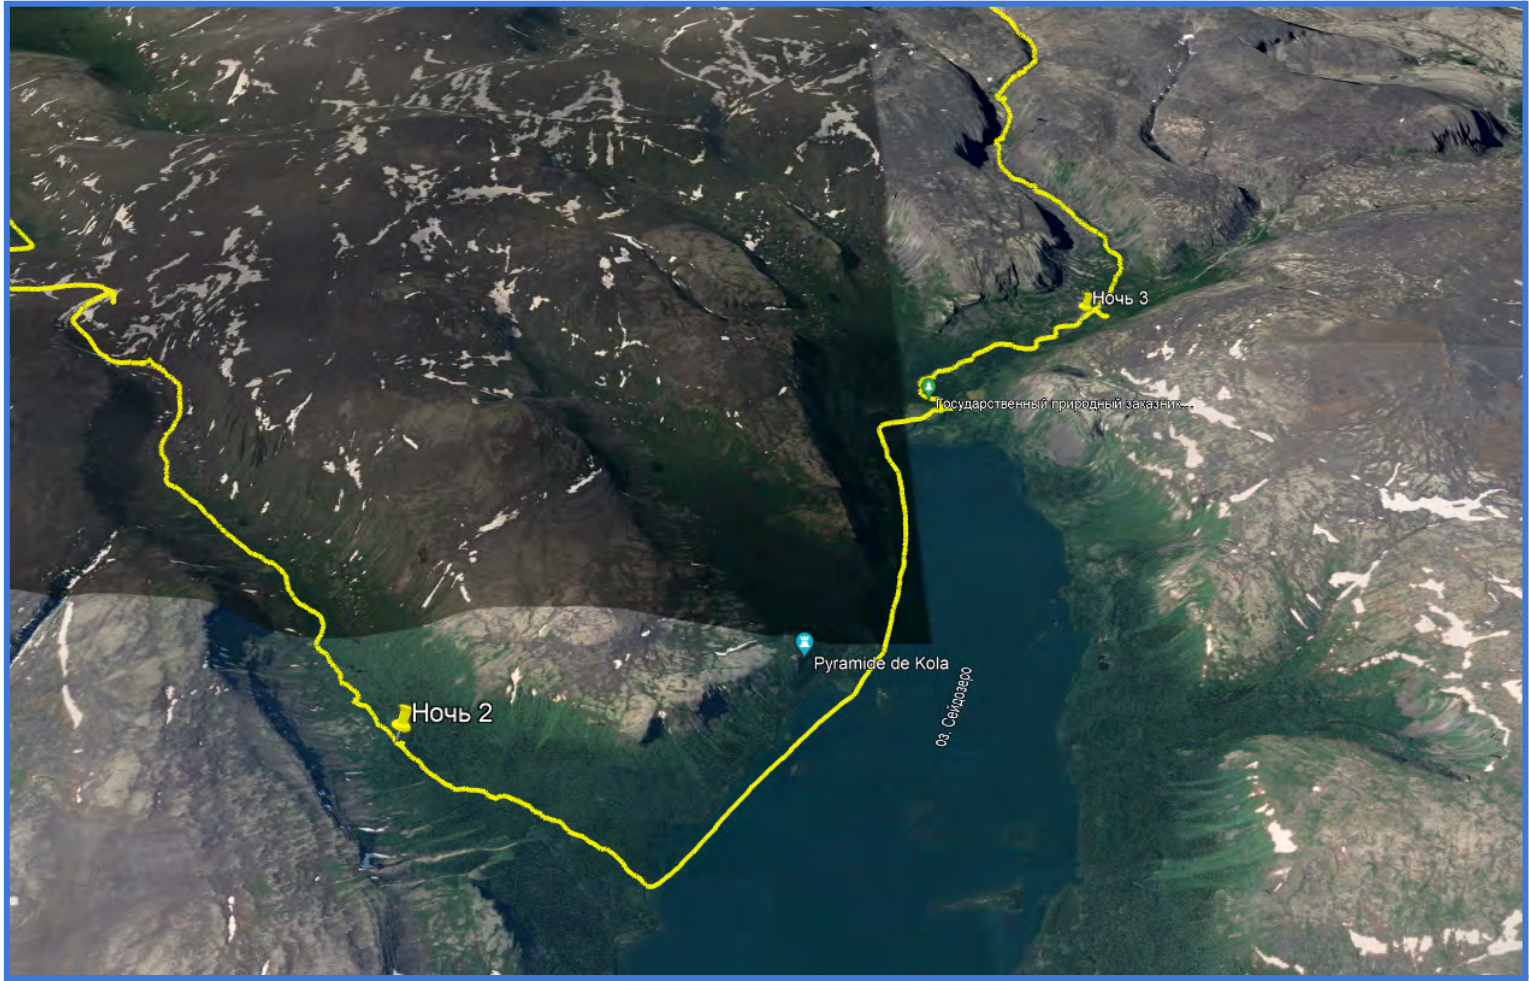 Ночь 3
Государственный природный заказник...
Pyramide de Kola
оз. Сейдозеро
Ночь 2